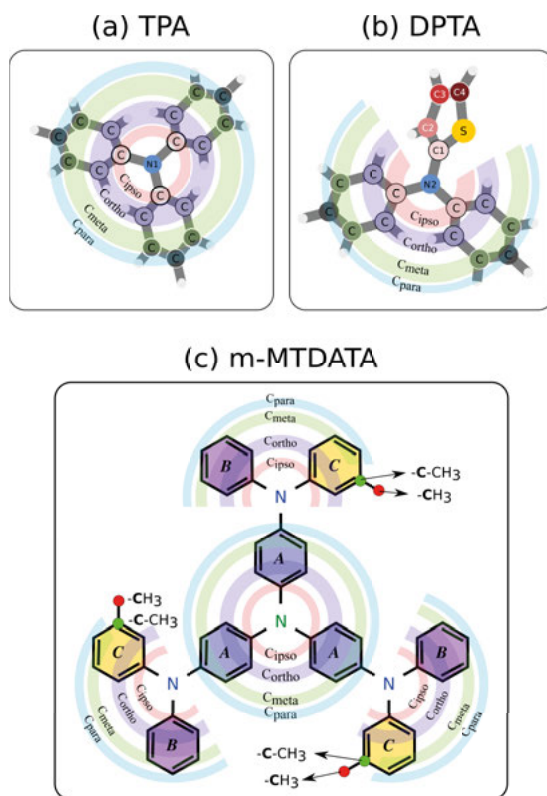 (a) TPA
(b) DPTA
C
C
C
C
C
C
C
C
C
C
N1
C
C
C
C
C
C
C
C
Cipso
Cortho
Cmeta
Cpara
C3
C4
C2
S
C1
N2
C
C
C
C
C
C
C
C
C
C
C
C
Cipso
Cortho
Cmeta
Cpara
(c) m-MTDATA
Cpara
Cmeta
Cortho
Cipso
B
C
-C-CH3
-CH3
N
A
-CH3
-C-CH3
N
C
A
A
B
Cipso
Cortho
Cmeta
Cpara
N
N
Cipso
Cortho
Cmeta
Cpara
Cipso
Cortho
Cmeta
Cpara
B
C
-C-CH3
-CH3